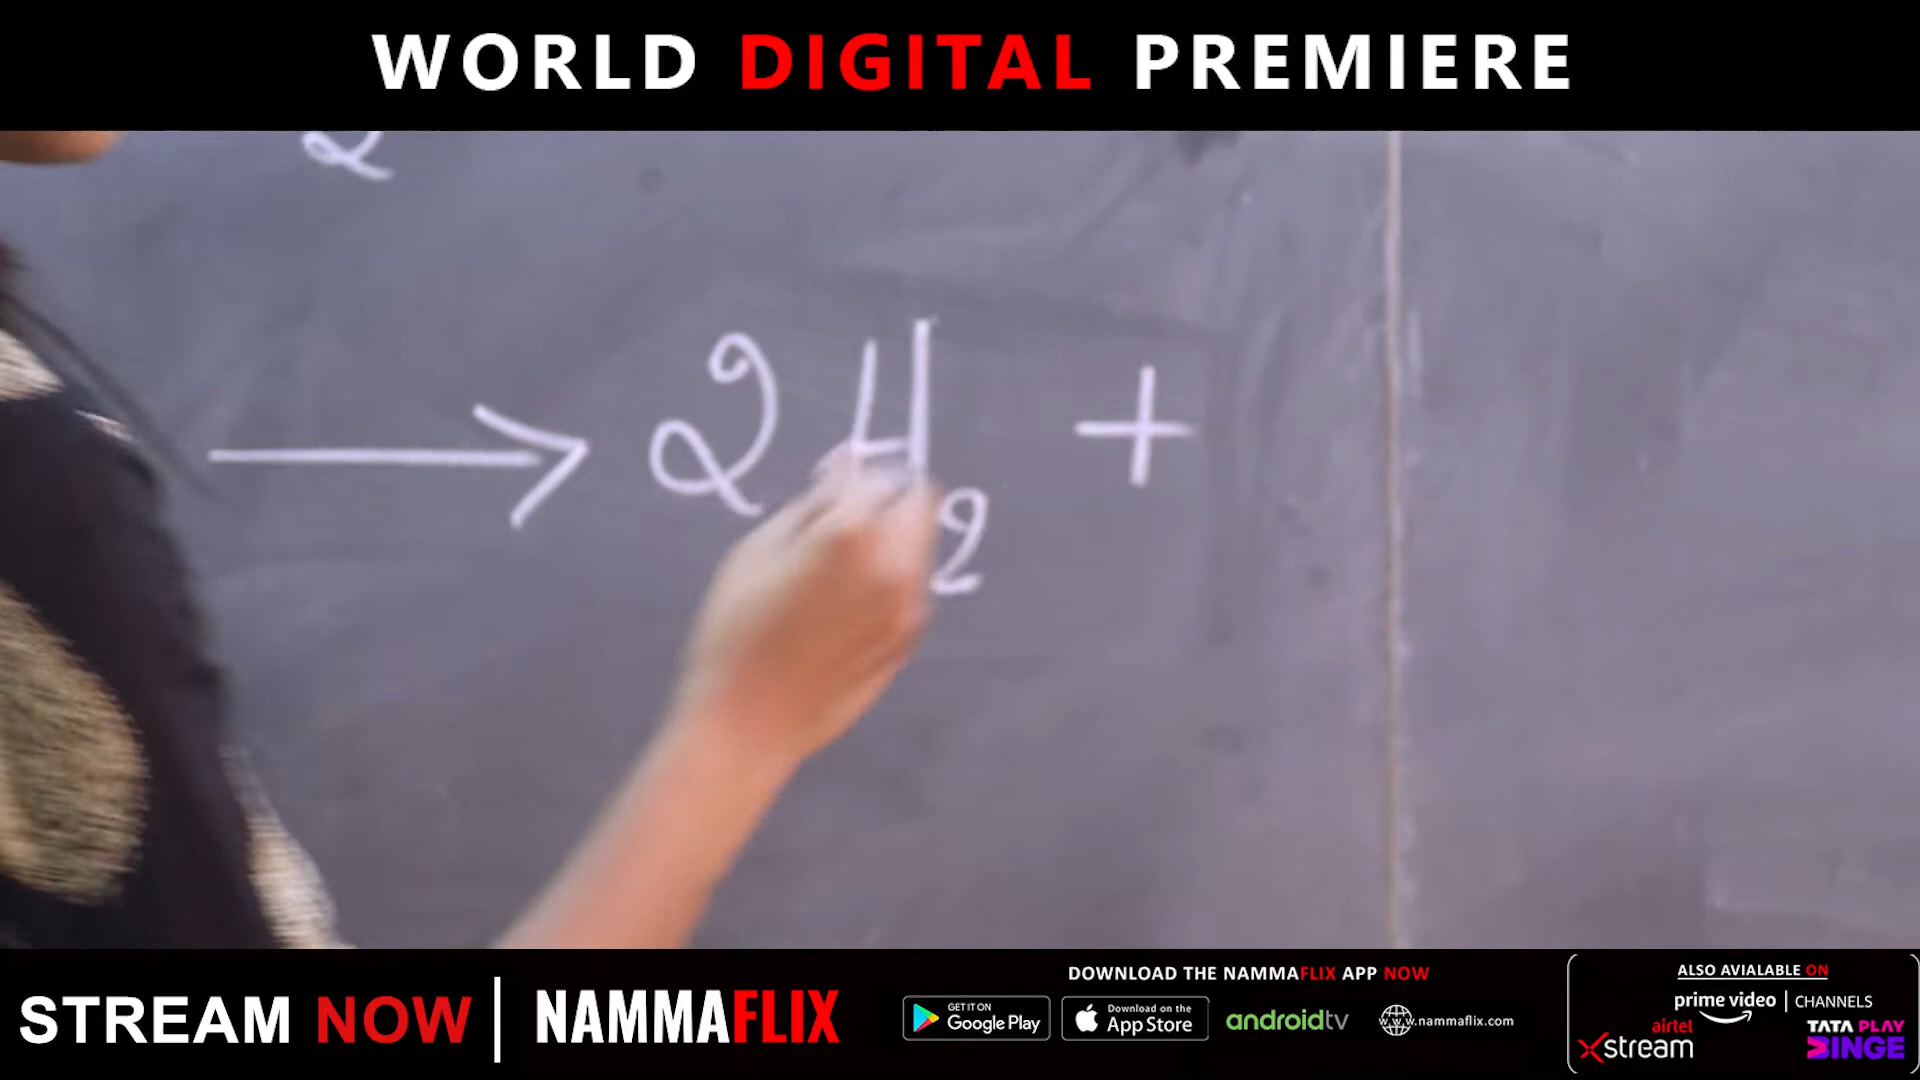 WORLD DIGITAL PREMIERE
2
→ 2H2 +
STREAM NOW | NAMMAFLIX
DOWNLOAD THE NAMMAFLIX APP NOW
GET IT ON Google Play
Download on the App Store
androidtv
www.nammaflix.com
ALSO AVIALABLE ON
prime video | CHANNELS
airtel Xstream
TATA PLAY BINGE